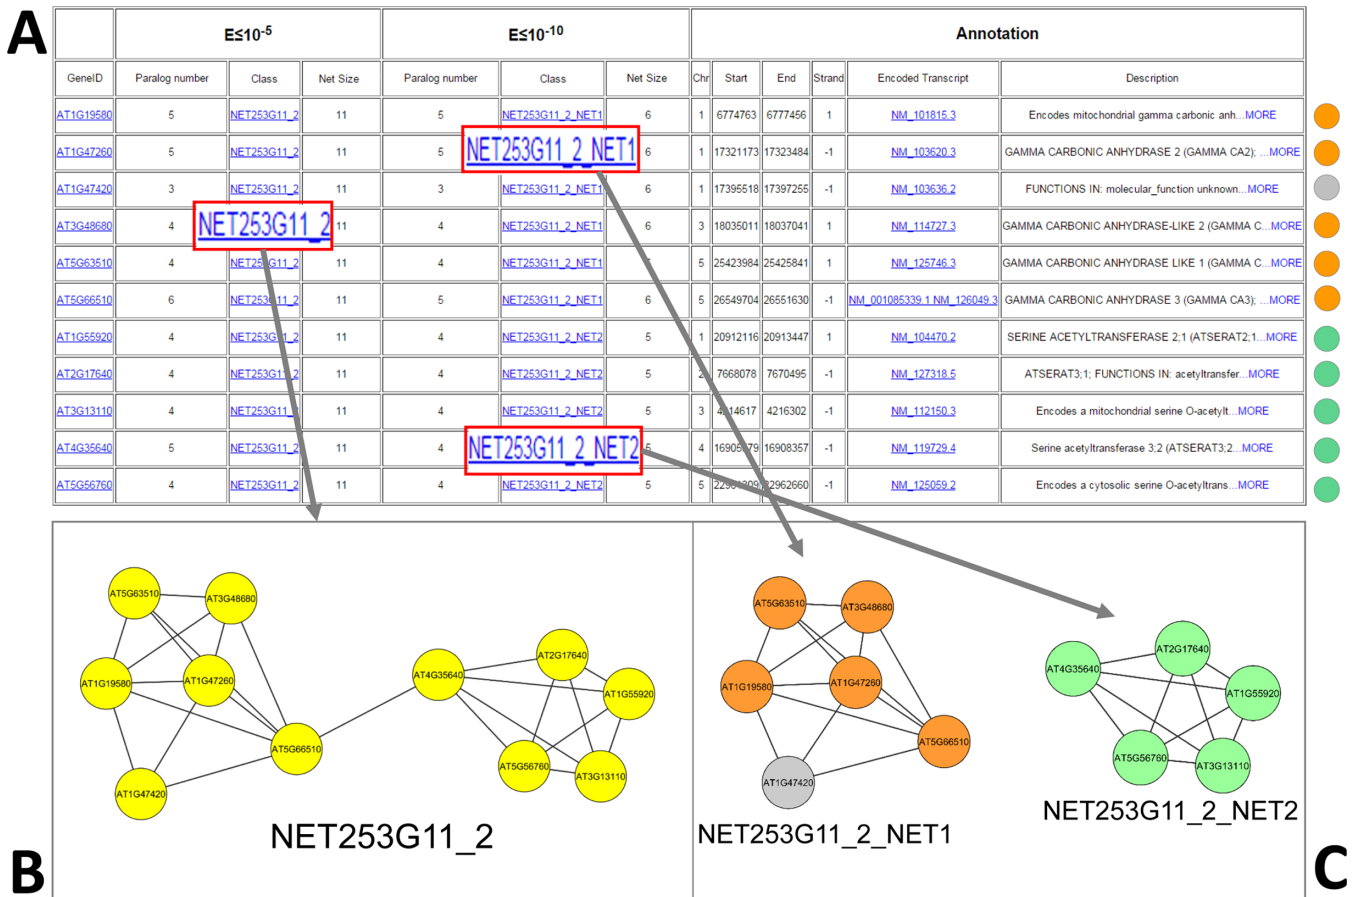 A
E≤10-5 E≤10-10 Annotation
GeneID Paralog number Class Net Size Paralog number Class Net Size Chr Start End Strand Encoded Transcript Description
AT1G19580 5 NET253G11_2 11 5 NET253G11_2_NET1 6 1 6774763 6777456 1 NM_101815.3 Encodes mitochondrial gamma carbonic anh...MORE
AT1G47260 5 NET253G11_2 11 5 NET253G11_2_NET1 6 1 17321173 17323484 -1 NM_103620.3 GAMMA CARBONIC ANHYDRASE 2 (GAMMA CA2); ...MORE
AT1G47420 3 NET253G11_2 11 3 NET253G11_2_NET1 6 1 17395518 17397255 -1 NM_103636.2 FUNCTIONS IN: molecular_function unknown...MORE
AT3G48680 4 NET253G11_2 11 4 NET253G11_2_NET1 6 3 18035011 18037041 1 NM_114727.3 GAMMA CARBONIC ANHYDRASE-LIKE 2 (GAMMA C...MORE
AT5G63510 4 NET253G11_2 11 4 NET253G11_2_NET1 5 25423984 25425841 1 NM_125746.3 GAMMA CARBONIC ANHYDRASE LIKE 1 (GAMMA C...MORE
AT5G66510 6 NET253G11_2 11 5 NET253G11_2_NET1 6 5 26549704 26551630 -1 NM_001085339.1 NM_126049.3 GAMMA CARBONIC ANHYDRASE 3 (GAMMA CA3); ...MORE
AT1G55920 4 NET253G11_2 11 4 NET253G11_2_NET2 5 1 20912116 20913447 1 NM_104470.2 SERINE ACETYLTRANSFERASE 2;1 (ATSERAT2;1...MORE
AT2G17640 4 NET253G11_2 11 4 NET253G11_2_NET2 5 2 7668078 7670495 -1 NM_127318.5 ATSERAT3;1; FUNCTIONS IN: acetyltransfer...MORE
AT3G13110 4 NET253G11_2 11 4 NET253G11_2_NET2 5 3 4214617 4216302 -1 NM_112150.3 Encodes a mitochondrial serine O-acetylt...MORE
AT4G35640 5 NET253G11_2 11 4 NET253G11_2_NET2 5 4 16908357 -1 NM_119729.4 Serine acetyltransferase 3;2 (ATSERAT3;2...MORE
AT5G56760 4 NET253G11_2 11 4 NET253G11_2_NET2 5 5 22962660 -1 NM_125059.2 Encodes a cytosolic serine O-acetyltrans...MORE
AT5G63510
AT3G48680
AT1G19580
AT1G47260
AT5G66510
AT1G47420
AT4G35640
AT2G17640
AT1G55920
AT5G56760
AT3G13110
NET253G11_2
B
AT5G63510
AT3G48680
AT1G19580
AT1G47260
AT5G66510
AT1G47420
NET253G11_2_NET1
AT4G35640
AT2G17640
AT1G55920
AT5G56760
AT3G13110
NET253G11_2_NET2
C